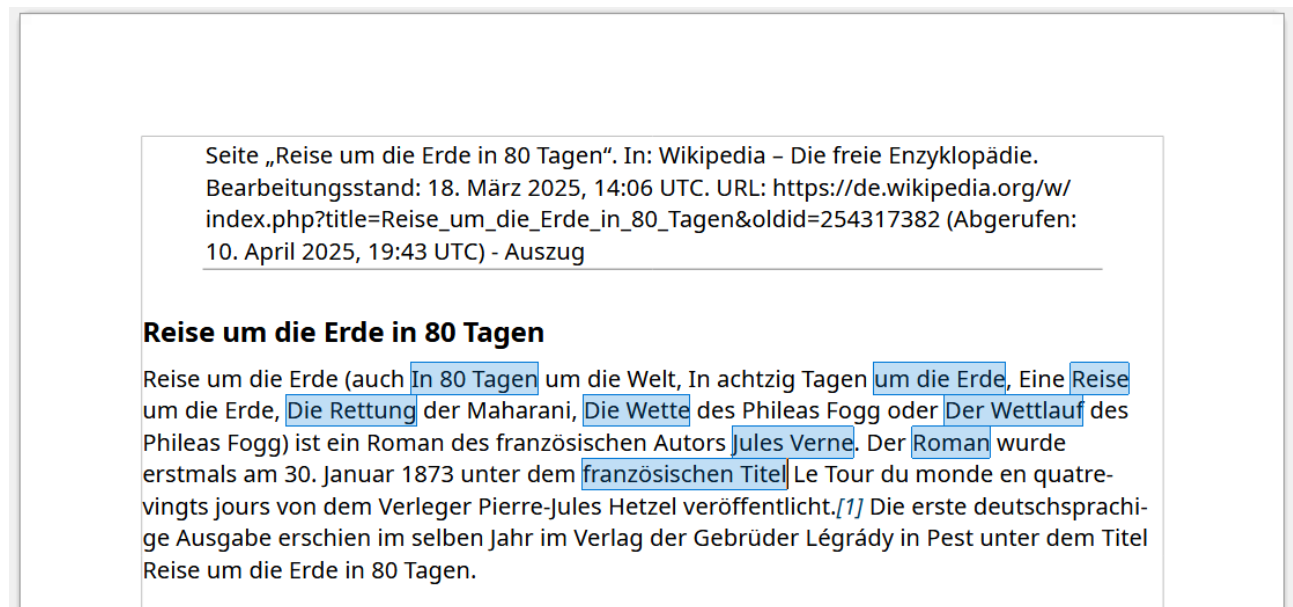 Seite „Reise um die Erde in 80 Tagen“. In: Wikipedia – Die freie Enzyklopädie.
Bearbeitungsstand: 18. März 2025, 14:06 UTC. URL: https://de.wikipedia.org/w/
index.php?title=Reise_um_die_Erde_in_80_Tagen&oldid=254317382 (Abgerufen:
10. April 2025, 19:43 UTC) - Auszug
Reise um die Erde in 80 Tagen
Reise um die Erde (auch In 80 Tagen um die Welt, In achtzig Tagen um die Erde, Eine Reise
um die Erde, Die Rettung der Maharani, Die Wette des Phileas Fogg oder Der Wettlauf des
Phileas Fogg) ist ein Roman des französischen Autors Jules Verne. Der Roman wurde
erstmals am 30. Januar 1873 unter dem französischen Titel Le Tour du monde en quatre-
vingts jours von dem Verleger Pierre-Jules Hetzel veröffentlicht.[1] Die erste deutschsprachi-
ge Ausgabe erschien im selben Jahr im Verlag der Gebrüder Légrády in Pest unter dem Titel
Reise um die Erde in 80 Tagen.